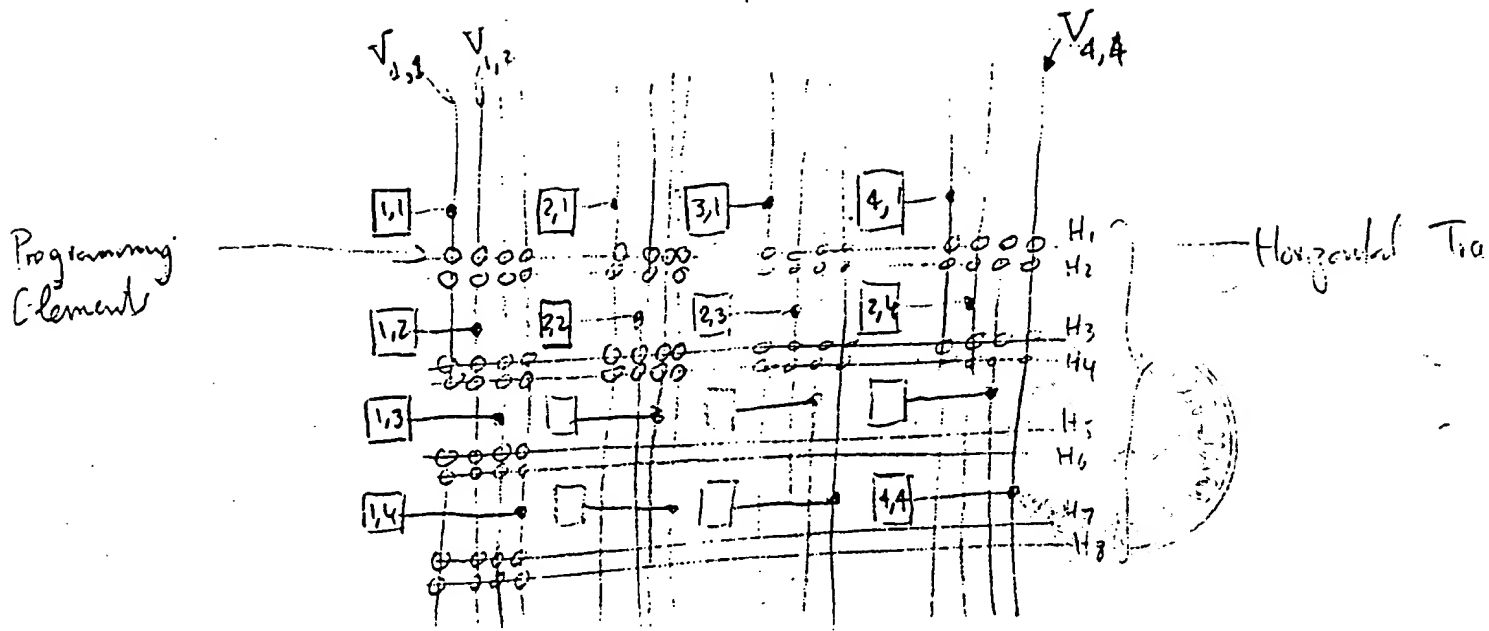 V1,1 V1,2 V4,4
1,1 2,1 3,1 4,1
H1
Programming
Elements
H2
Horizontal Tra
1,2 2,2 2,3 2,4
H3
H4
1,3
H5
H6
1,4 4,4
H7
H8